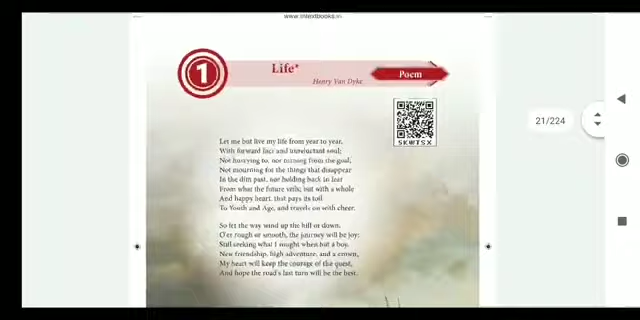 www.tntextbooks.in
1
Life*
Henry Van Dyke
Poem
5KWT5X
21/224
Let me but live my life from year to year,
With forward face and unreluctant soul;
Not hurrying to, nor turning from the goal;
Not mourning for the things that disappear
In the dim past, nor holding back in fear
From what the future veils; but with a whole
And happy heart, that pays its toll
To Youth and Age, and travels on with cheer.
So let the way wind up the hill or down,
O'er rough or smooth, the journey will be joy:
Still seeking what I sought when but a boy,
New friendship, high adventure, and a crown,
My heart will keep the courage of the quest,
And hope the road's last turn will be the best.